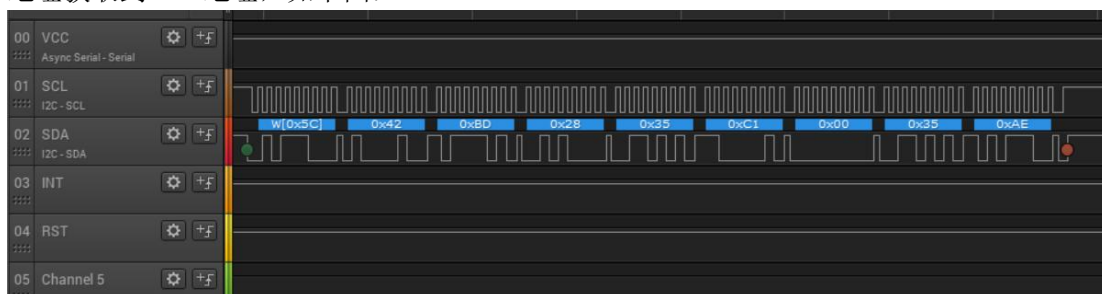 00 VCC
Async Serial - Serial
01 SCL
I2C - SCL
W[0x5C] 0x42 0xBD 0x28 0x35 0xC1 0x00 0x35 0xAE
02 SDA
I2C - SDA
03 INT
04 RST
05 Channel 5